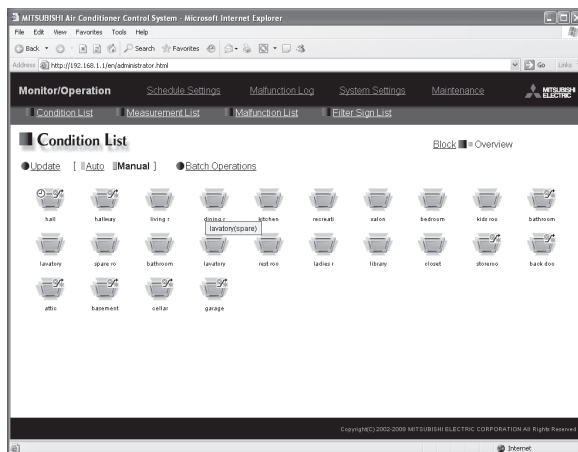 MITSUBISHI Air Conditioner Control System - Microsoft Internet Explorer
File Edit View Favorites Tools Help
Back Search Favorites
Address http://192.168.1.1/en/administrator.html Go Links
Monitor/Operation Schedule Settings Malfunction Log System Settings Maintenance MITSUBISHI ELECTRIC
Condition List Measurement List Malfunction List Filter Sign List
Condition List Block = Overview
Update [ Auto Manual ] Batch Operations
hall hallway living r dining r kitchen recreati salon bedroom kids roo bathroom
lavatory(spare)
lavatory spare ro bathroom lavatory rest roo ladies r library closet storeroo back doo
attic basement cellar garage
Copyright(C) 2002-2009 MITSUBISHI ELECTRIC CORPORATION All Rights Reserved
Internet